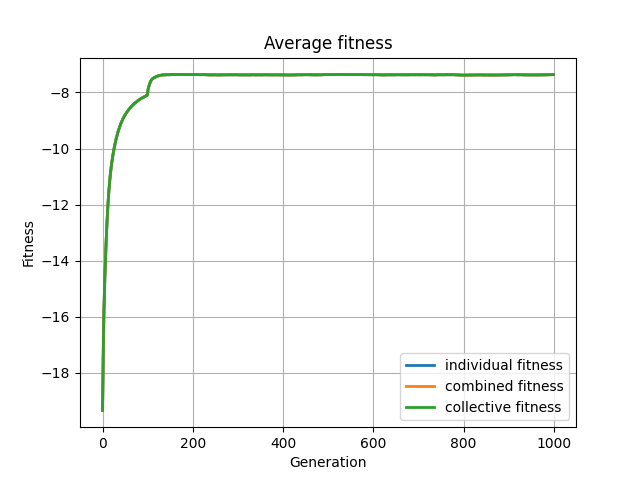 Average fitness
Fitness
−8
−10
−12
−14
−16
−18
0
200
400
600
800
1000
Generation
individual fitness
combined fitness
collective fitness